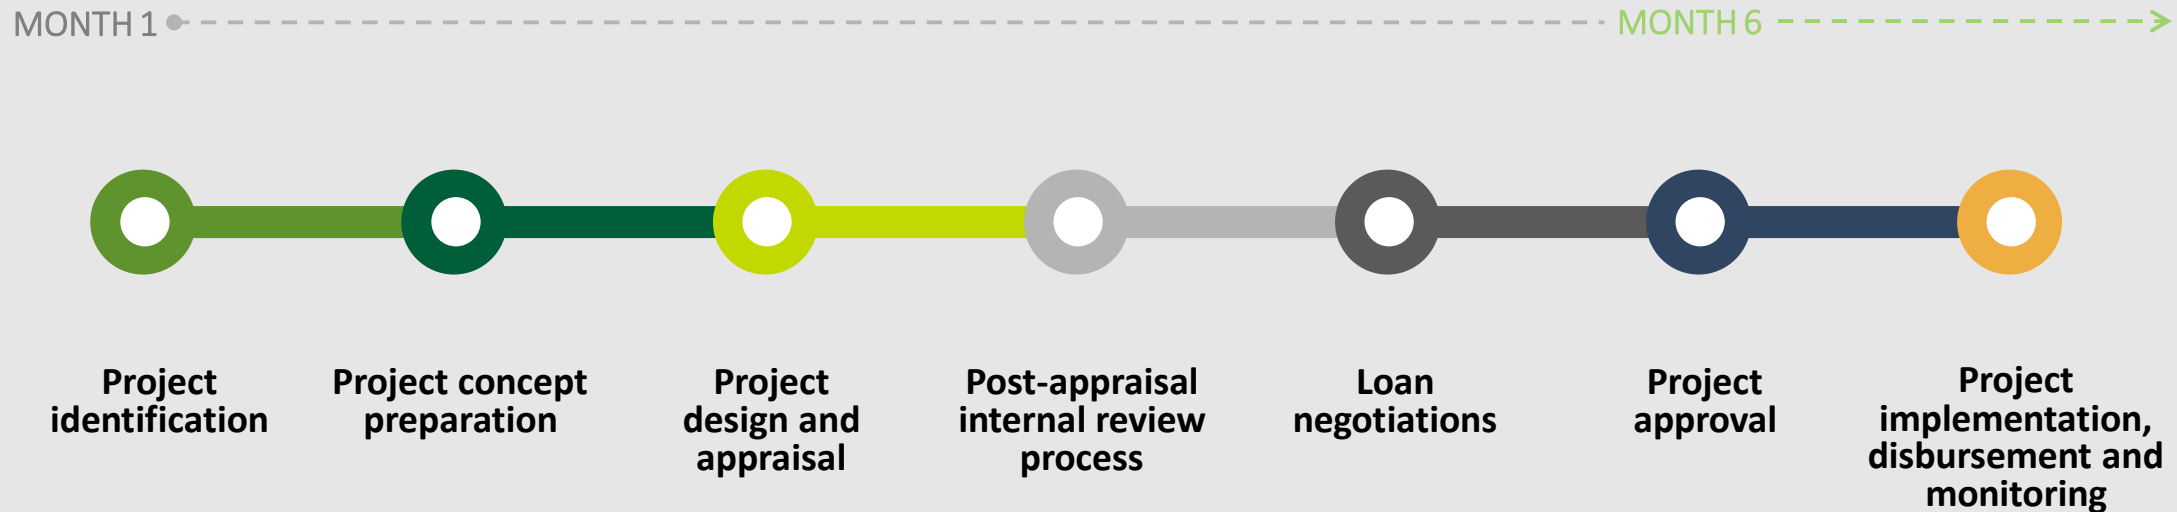 MONTH 1
MONTH 6
Project
identification
Project concept
preparation
Project
design and
appraisal
Post-appraisal
internal review
process
Loan
negotiations
Project
approval
Project
implementation,
disbursement and
monitoring